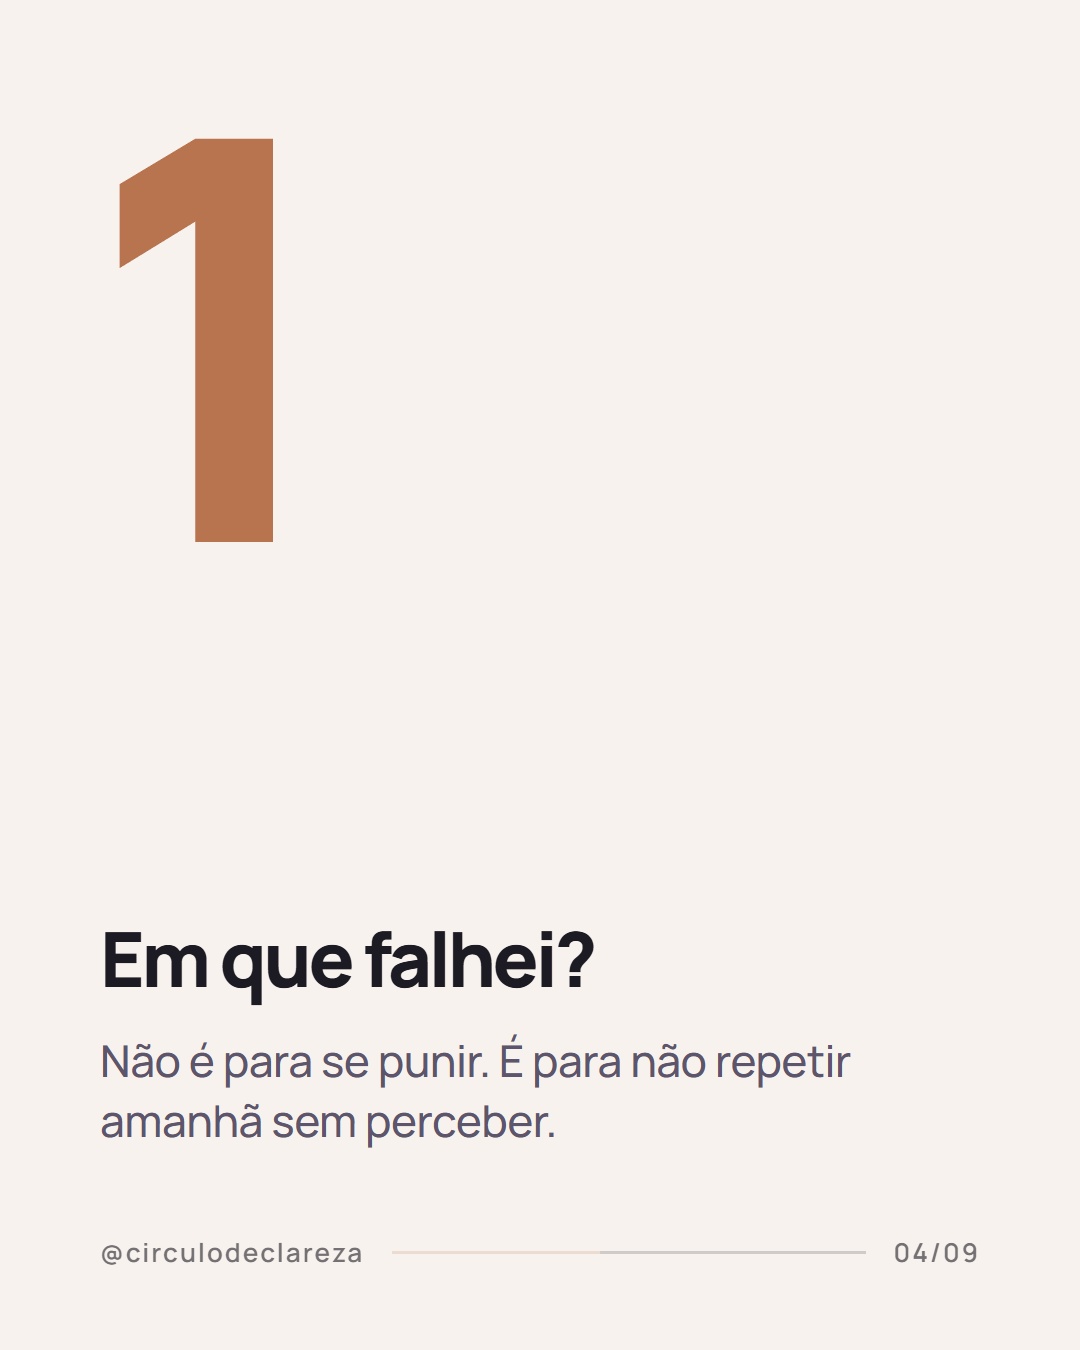 1
Em que falhei?
Não é para se punir. É para não repetir
amanhã sem perceber.
@circulodeclareza 04/09